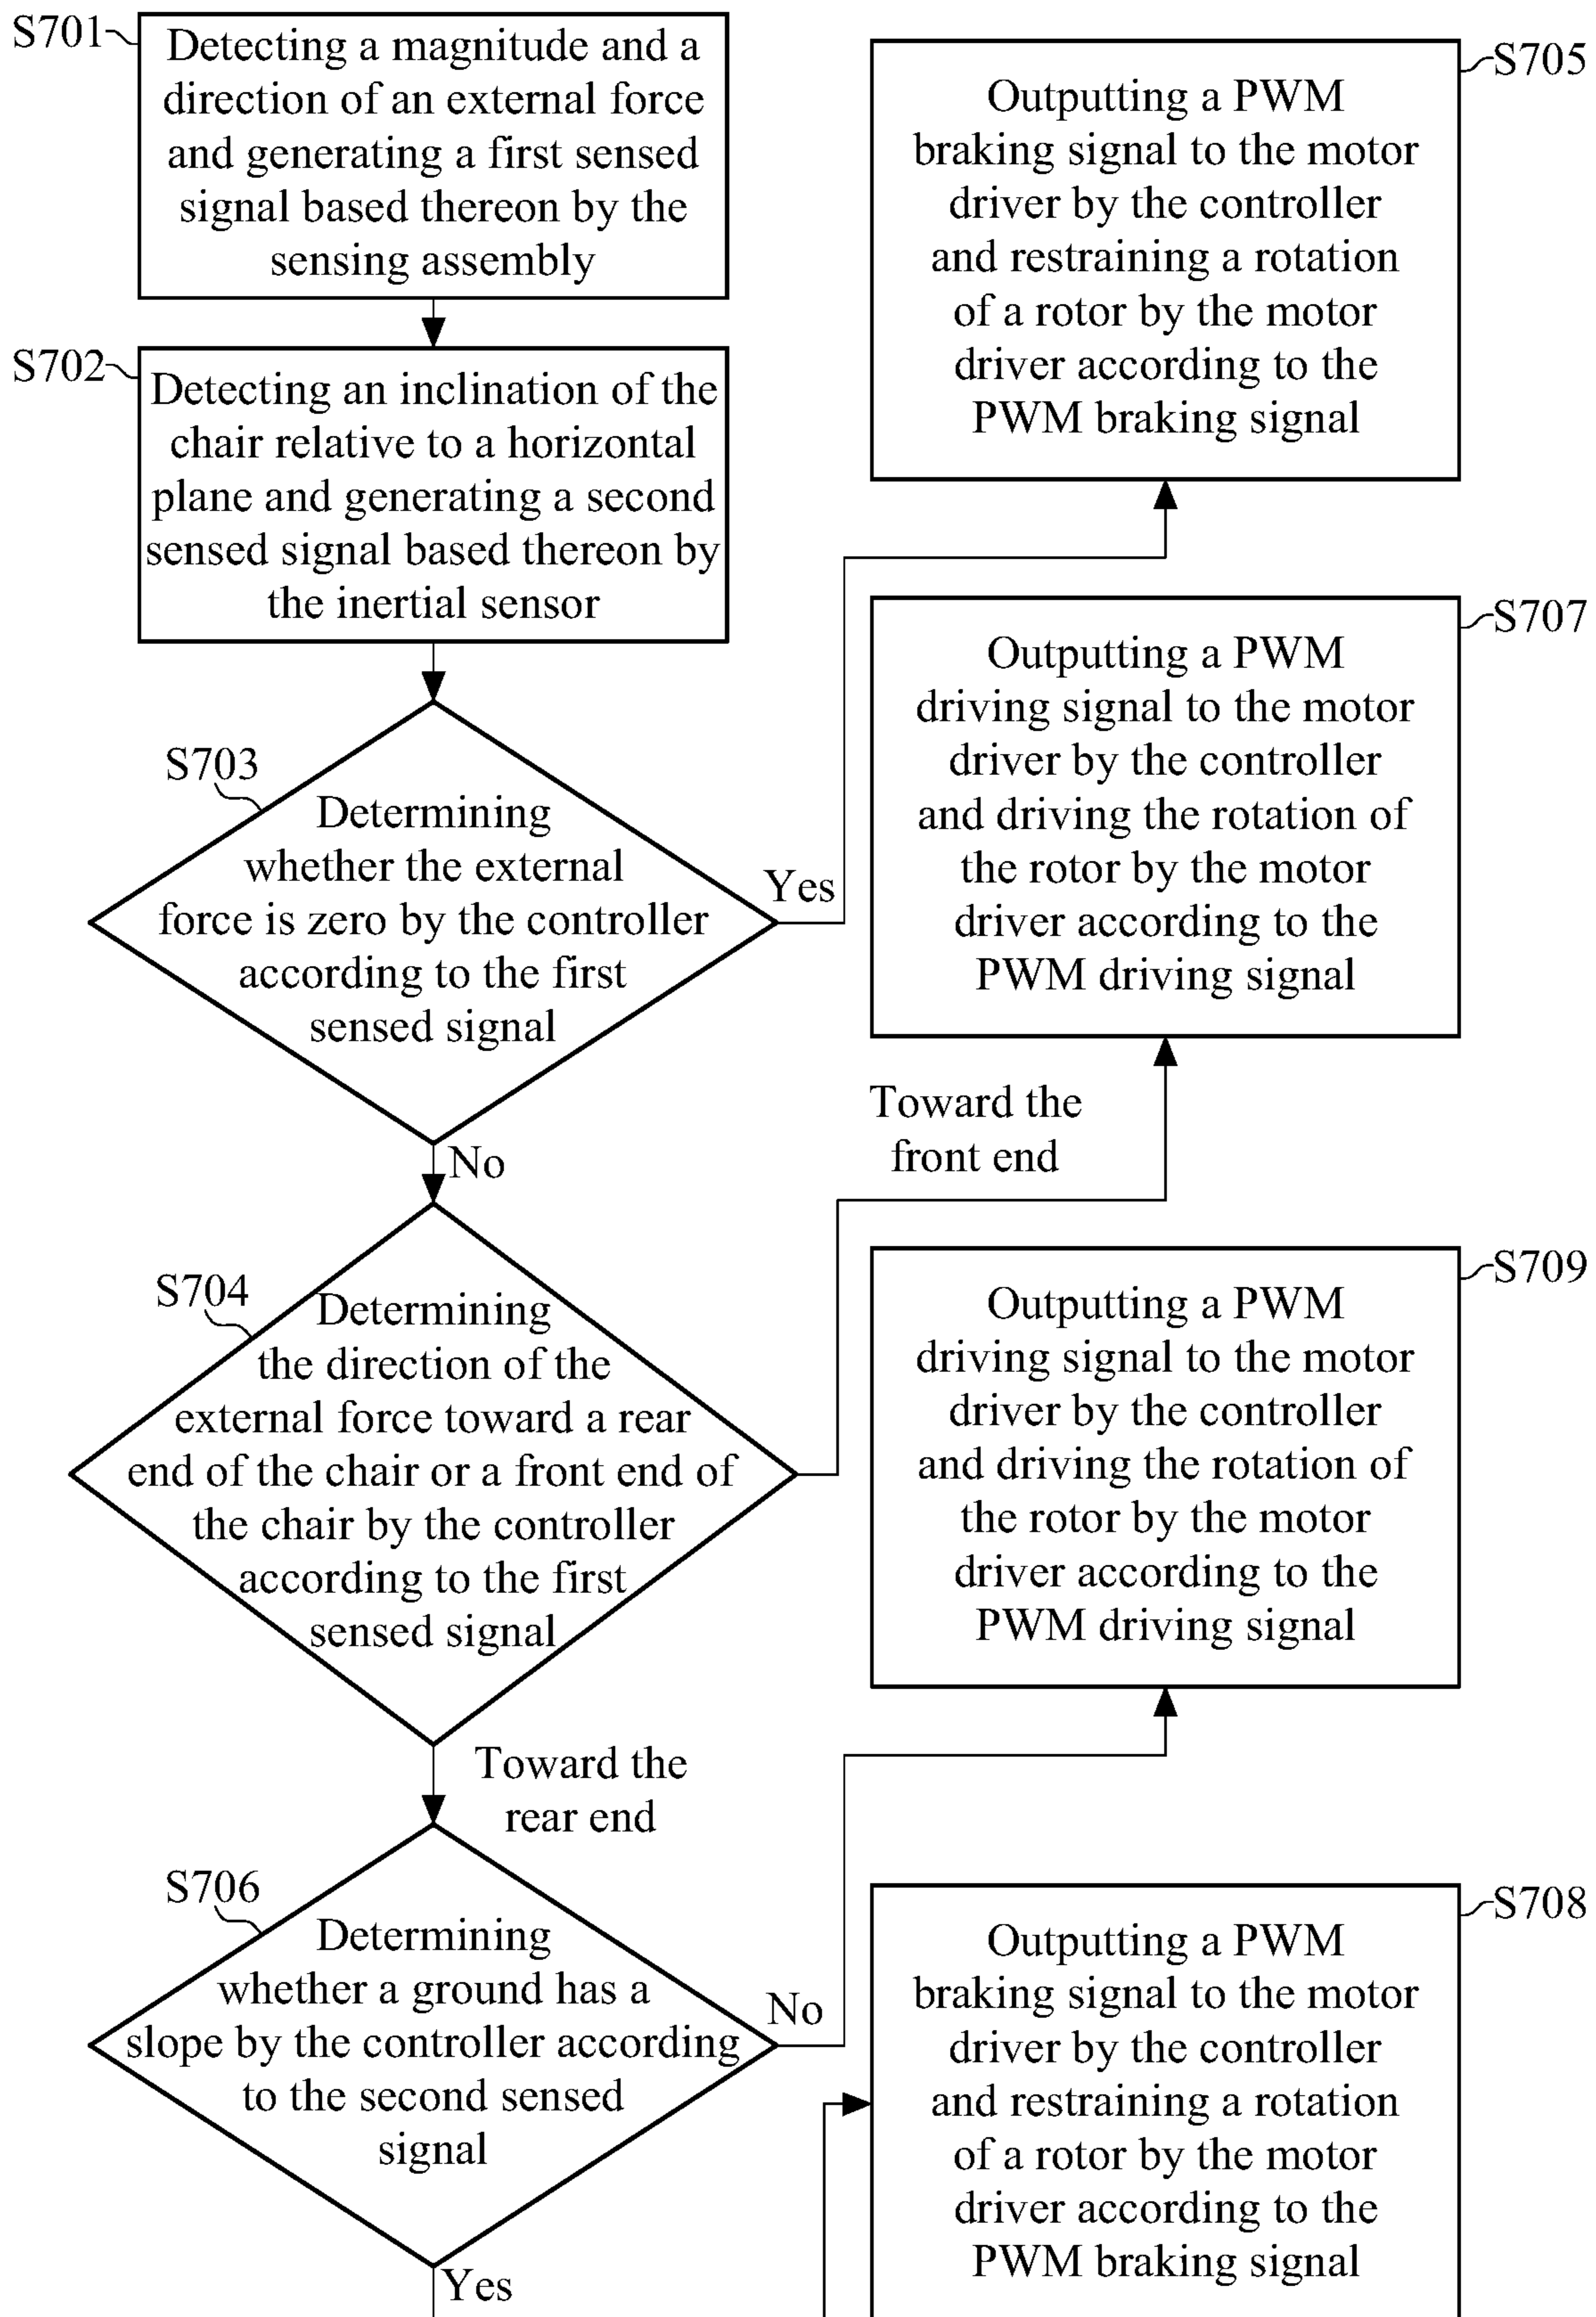 S701
Detecting a magnitude and a
direction of an external force
and generating a first sensed
signal based thereon by the
sensing assembly
S702
Detecting an inclination of the
chair relative to a horizontal
plane and generating a second
sensed signal based thereon by
the inertial sensor
S703
Determining
whether the external
force is zero by the controller
according to the first
sensed signal
Yes
No
S705
Outputting a PWM
braking signal to the motor
driver by the controller
and restraining a rotation
of a rotor by the motor
driver according to the
PWM braking signal
S704
Determining
the direction of the
external force toward a rear
end of the chair or a front end of
the chair by the controller
according to the first
sensed signal
Toward the
front end
S707
Outputting a PWM
driving signal to the motor
driver by the controller
and driving the rotation of
the rotor by the motor
driver according to the
PWM driving signal
Toward the
rear end
S706
Determining
whether a ground has a
slope by the controller according
to the second sensed
signal
No
S709
Outputting a PWM
driving signal to the motor
driver by the controller
and driving the rotation of
the rotor by the motor
driver according to the
PWM driving signal
Yes
S708
Outputting a PWM
braking signal to the motor
driver by the controller
and restraining a rotation
of a rotor by the motor
driver according to the
PWM braking signal